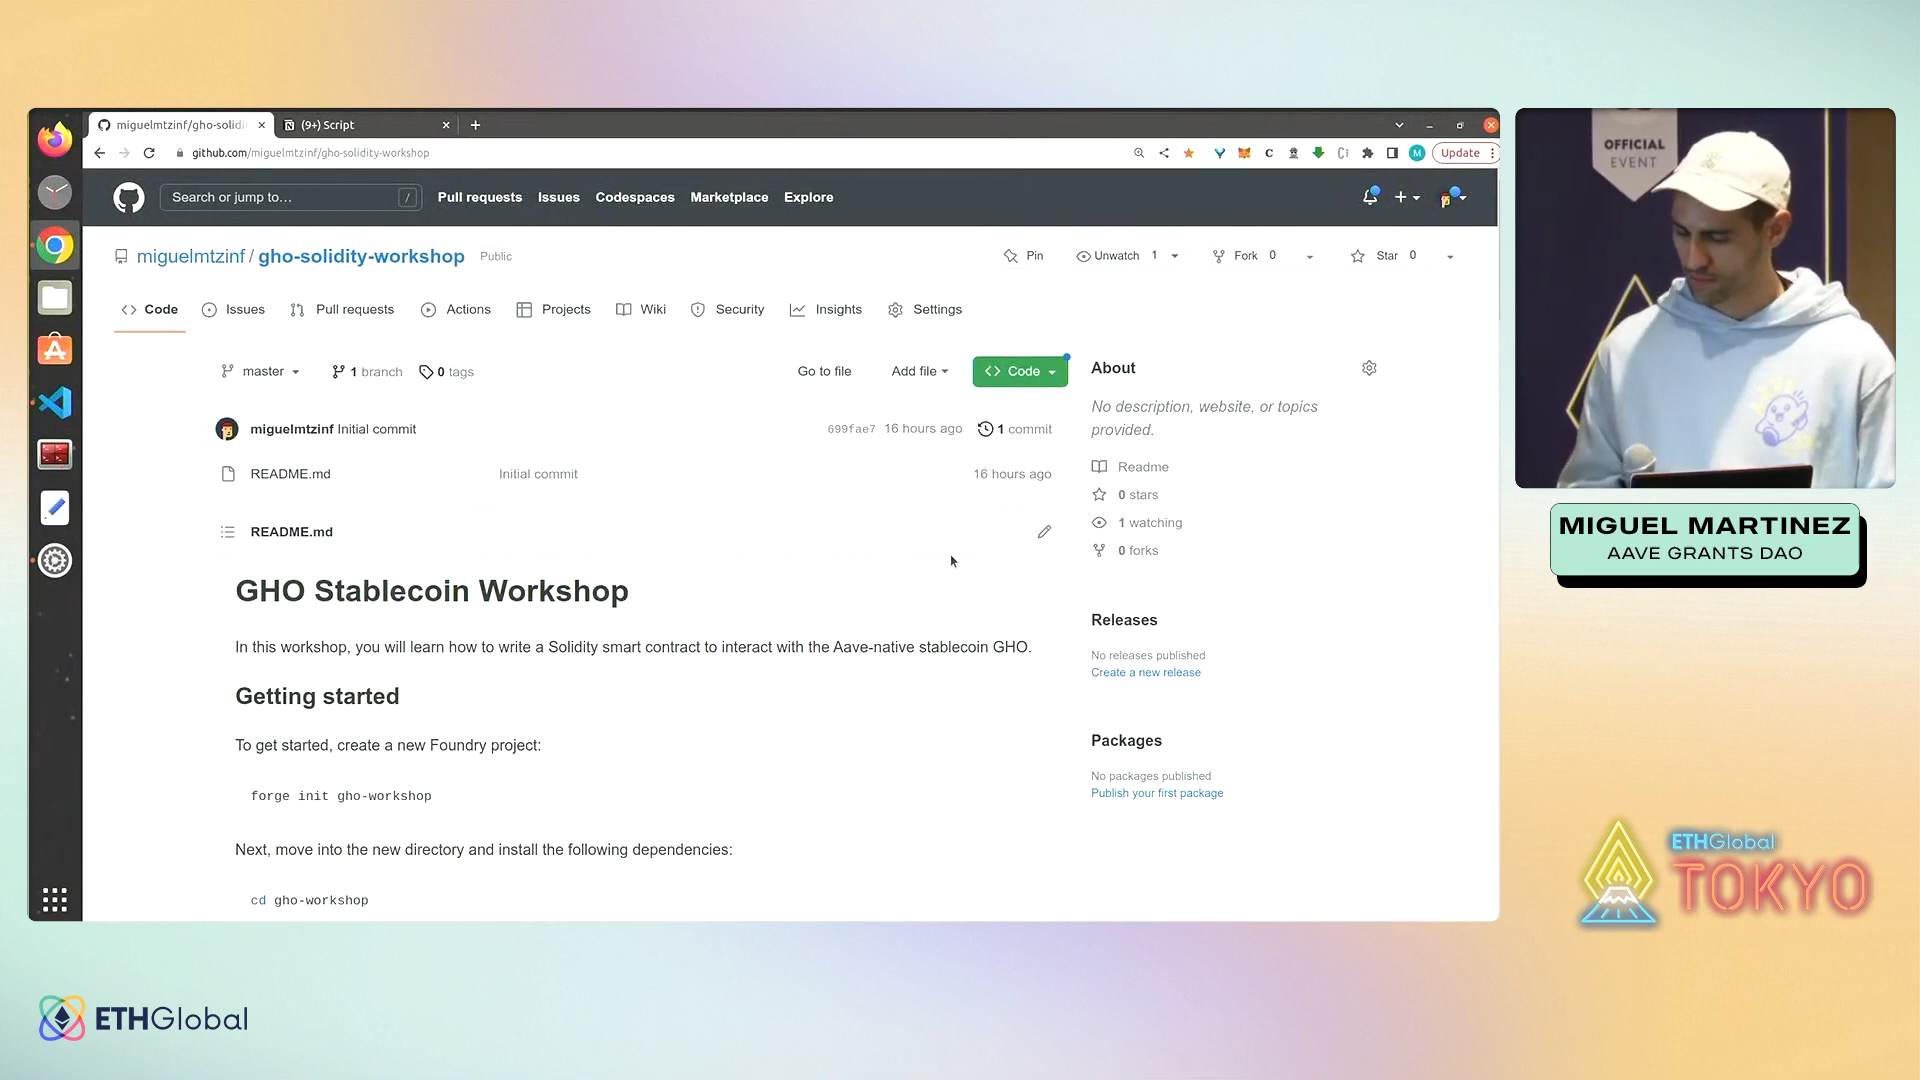 miguelmtzinf/gho-solidi
(9+) Script
github.com/miguelmtzinf/gho-solidity-workshop
Update
Search or jump to…
/
Pull requests
Issues
Codespaces
Marketplace
Explore
miguelmtzinf / gho-solidity-workshop
Public
Pin
Unwatch 1
Fork 0
Star 0
Code
Issues
Pull requests
Actions
Projects
Wiki
Security
Insights
Settings
master
1 branch
0 tags
Go to file
Add file
Code
miguelmtzinf Initial commit
699fae7 16 hours ago
1 commit
README.md
Initial commit
16 hours ago
README.md
GHO Stablecoin Workshop
In this workshop, you will learn how to write a Solidity smart contract to interact with the Aave-native stablecoin GHO.
Getting started
To get started, create a new Foundry project:
forge init gho-workshop
Next, move into the new directory and install the following dependencies:
cd gho-workshop
About
No description, website, or topics
provided.
Readme
0 stars
1 watching
0 forks
Releases
No releases published
Create a new release
Packages
No packages published
Publish your first package
OFFICIAL
EVENT
MIGUEL MARTINEZ
AAVE GRANTS DAO
ETHGlobal
TOKYO
ETHGlobal